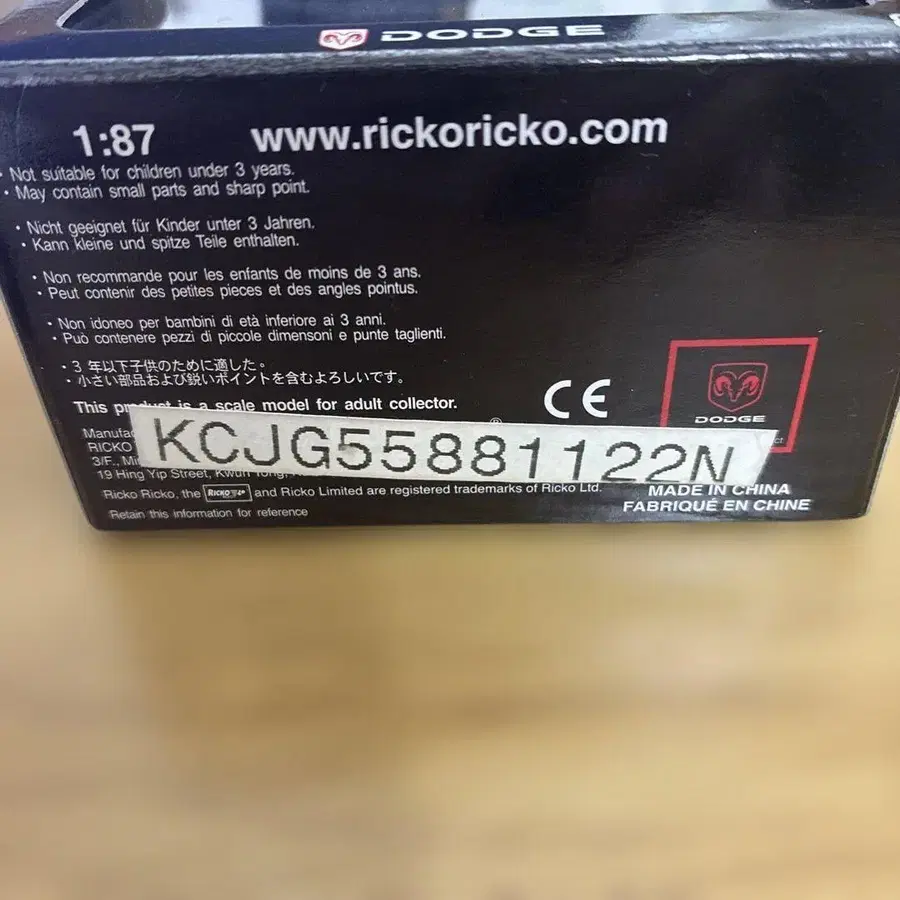 DODGE
1:87
www.rickoricko.com
• Not suitable for children under 3 years.
• May contain small parts and sharp point.
• Nicht geeignet für Kinder unter 3 Jahren.
• Kann kleine und spitze Teile enthalten.
• Non recommande pour les enfants de moins de 3 ans.
• Peut contenir des petites pieces et des angles pointus.
• Non idoneo per bambini di età inferiore ai 3 anni.
• Può contenere pezzi di piccole dimensoni e punte taglienti.
• 3 年以下子供のために適した。
• 小さい部品および鋭いポイントを含むよろしいです。
This product is a scale model for adult collector.
CE
DODGE
KCJG55881122N
RICKO
3/F.,
19 Hing Yip Street, Kwun Tong,
Ricko Ricko, the RICKO and Ricko Limited are registered trademarks of Ricko Ltd.
Retain this information for reference
MADE IN CHINA
FABRIQUÉ EN CHINE